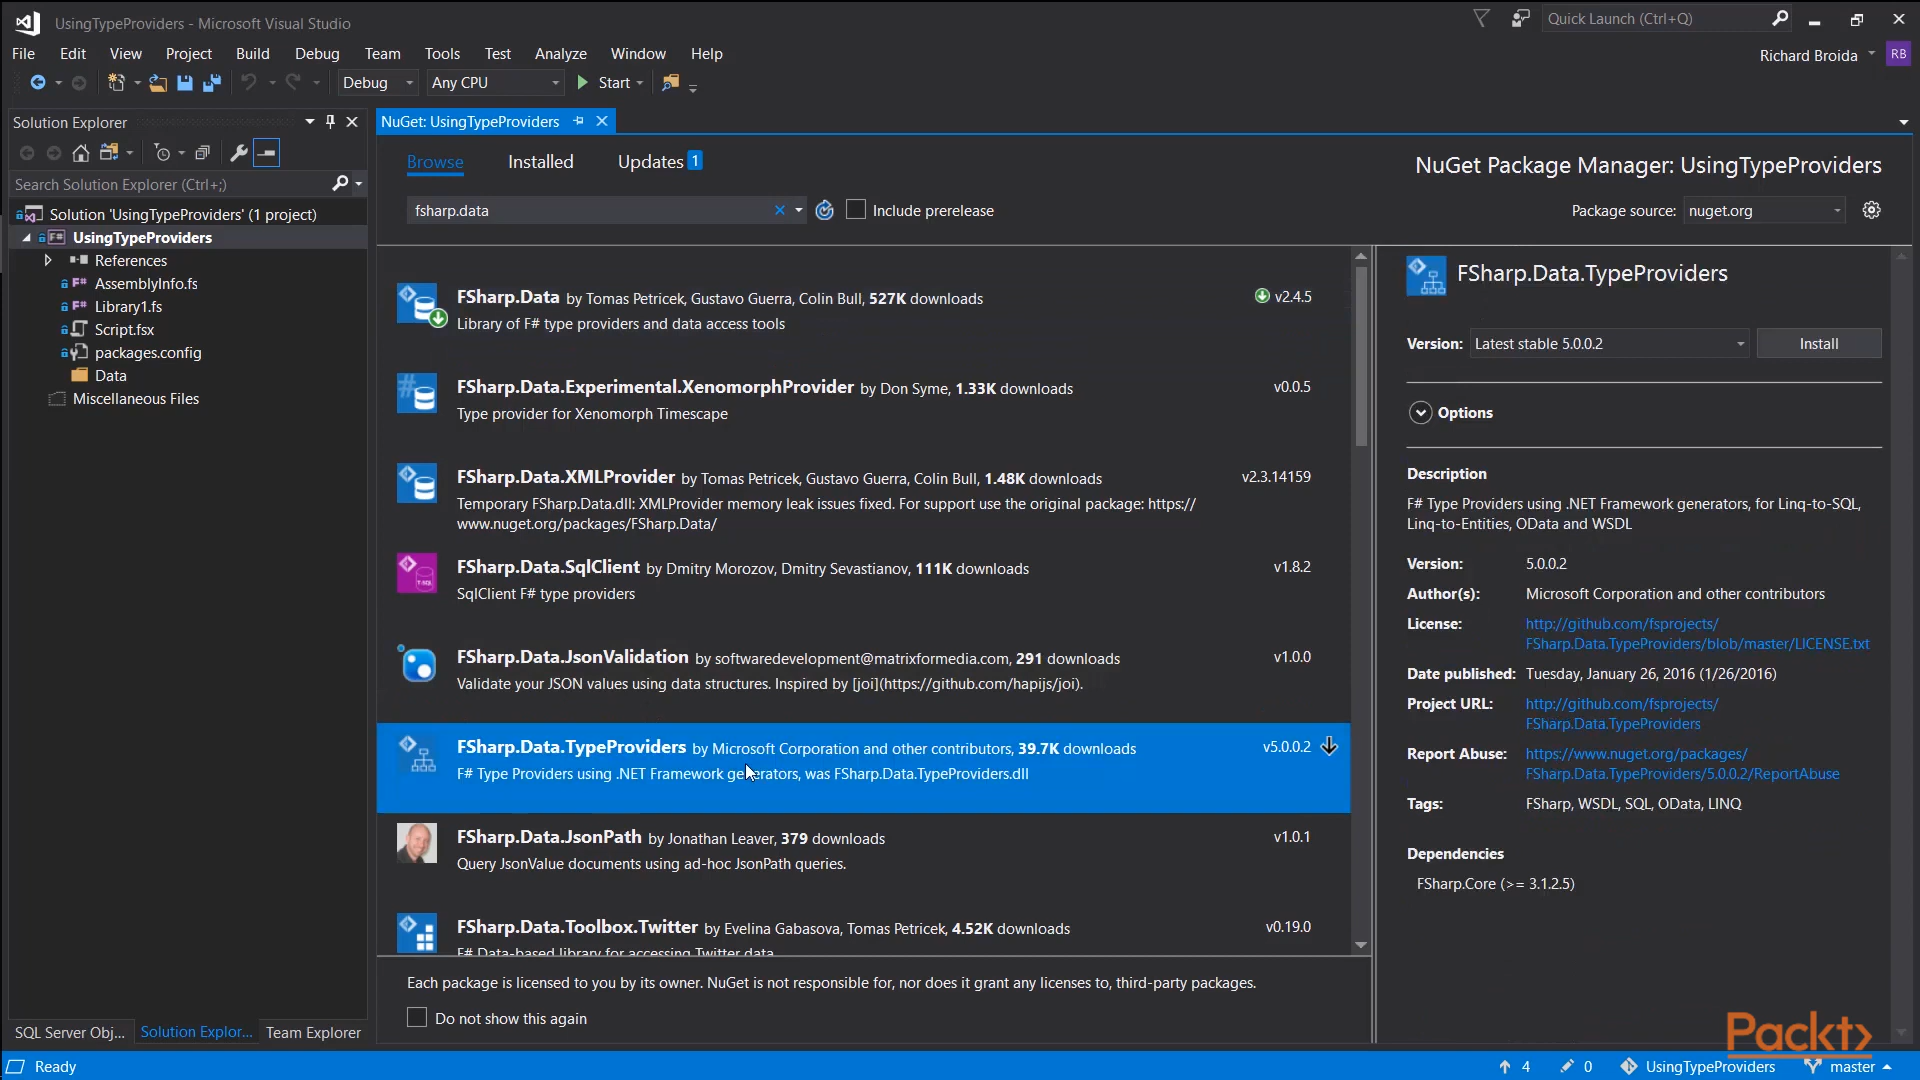 UsingTypeProviders - Microsoft Visual Studio
Quick Launch (Ctrl+Q)
File Edit View Project Build Debug Team Tools Test Analyze Window Help
Richard Broida RB
Debug Any CPU Start
Solution Explorer
NuGet: UsingTypeProviders
Browse Installed Updates 1
NuGet Package Manager: UsingTypeProviders
Search Solution Explorer (Ctrl+;)
fsharp.data
Include prerelease
Package source: nuget.org
Solution 'UsingTypeProviders' (1 project)
UsingTypeProviders
References
AssemblyInfo.fs
Library1.fs
Script.fsx
packages.config
Data
Miscellaneous Files
FSharp.Data by Tomas Petricek, Gustavo Guerra, Colin Bull, 527K downloads v2.4.5
Library of F# type providers and data access tools
FSharp.Data.Experimental.XenomorphProvider by Don Syme, 1.33K downloads v0.0.5
Type provider for Xenomorph Timescape
FSharp.Data.XMLProvider by Tomas Petricek, Gustavo Guerra, Colin Bull, 1.48K downloads v2.3.14159
Temporary FSharp.Data.dll: XMLProvider memory leak issues fixed. For support use the original package: https://
www.nuget.org/packages/FSharp.Data/
FSharp.Data.SqlClient by Dmitry Morozov, Dmitry Sevastianov, 111K downloads v1.8.2
SqlClient F# type providers
FSharp.Data.JsonValidation by softwaredevelopment@matrixformedia.com, 291 downloads v1.0.0
Validate your JSON values using data structures. Inspired by [joi](https://github.com/hapijs/joi).
FSharp.Data.TypeProviders by Microsoft Corporation and other contributors, 39.7K downloads v5.0.0.2
F# Type Providers using .NET Framework generators, was FSharp.Data.TypeProviders.dll
FSharp.Data.JsonPath by Jonathan Leaver, 379 downloads v1.0.1
Query JsonValue documents using ad-hoc JsonPath queries.
FSharp.Data.Toolbox.Twitter by Evelina Gabasova, Tomas Petricek, 4.52K downloads v0.19.0
F# Data-based library for accessing Twitter data
Each package is licensed to you by its owner. NuGet is not responsible for, nor does it grant any licenses to, third-party packages.
Do not show this again
FSharp.Data.TypeProviders
Version: Latest stable 5.0.0.2 Install
Options
Description
F# Type Providers using .NET Framework generators, for Linq-to-SQL,
Linq-to-Entities, OData and WSDL
Version: 5.0.0.2
Author(s): Microsoft Corporation and other contributors
License: http://github.com/fsprojects/
FSharp.Data.TypeProviders/blob/master/LICENSE.txt
Date published: Tuesday, January 26, 2016 (1/26/2016)
Project URL: http://github.com/fsprojects/
FSharp.Data.TypeProviders
Report Abuse: https://www.nuget.org/packages/
FSharp.Data.TypeProviders/5.0.0.2/ReportAbuse
Tags: FSharp, WSDL, SQL, OData, LINQ
Dependencies
FSharp.Core (>= 3.1.2.5)
Packt>
SQL Server Obj... Solution Explor... Team Explorer
Ready 4 0 UsingTypeProviders master